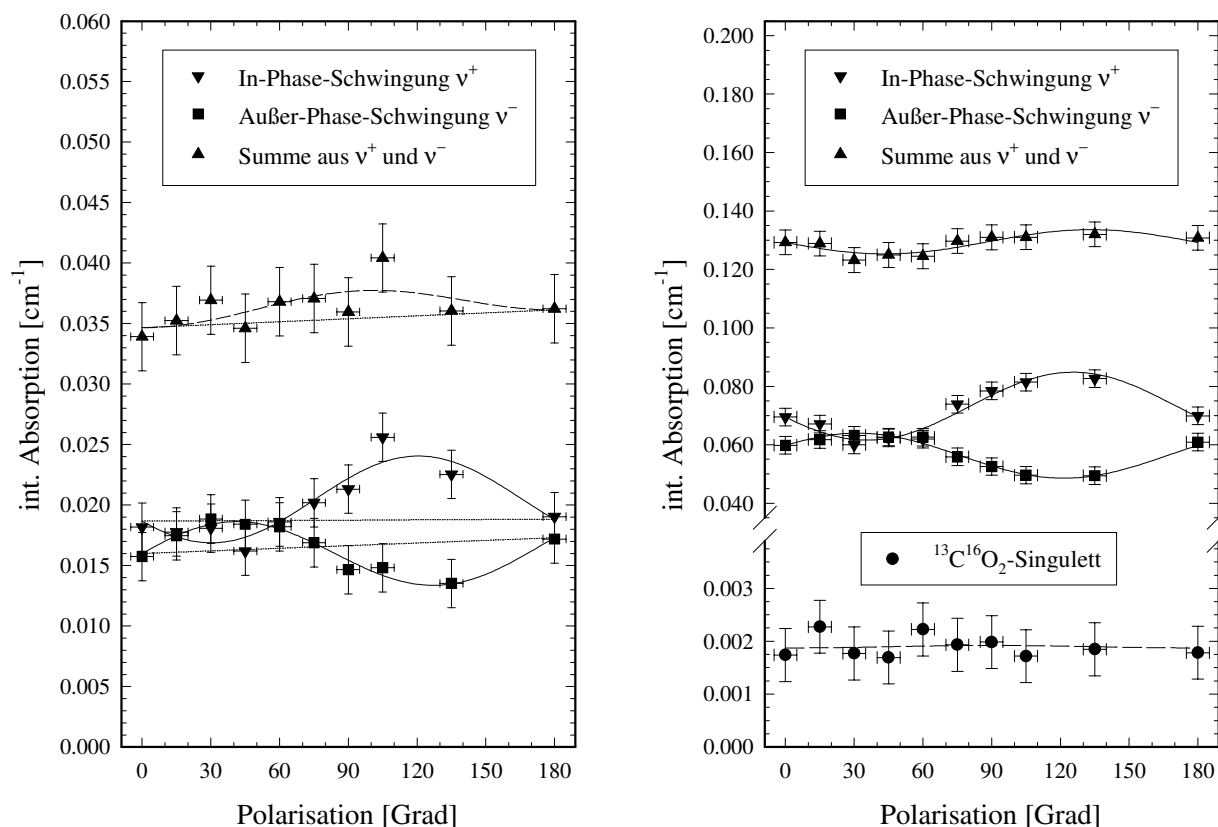 0.060
0.055
0.050
0.045
0.040
0.035
0.030
0.025
0.020
0.015
0.010
0.005
0.000
int. Absorption [cm⁻¹]
In-Phase-Schwingung ν⁺
Außer-Phase-Schwingung ν⁻
Summe aus ν⁺ und ν⁻
0 30 60 90 120 150 180
Polarisation [Grad]
0.200
0.180
0.160
0.140
0.120
0.100
0.080
0.060
0.040
0.003
0.002
0.001
0.000
int. Absorption [cm⁻¹]
In-Phase-Schwingung ν⁺
Außer-Phase-Schwingung ν⁻
Summe aus ν⁺ und ν⁻
¹³C¹⁶O₂-Singulett
0 30 60 90 120 150 180
Polarisation [Grad]